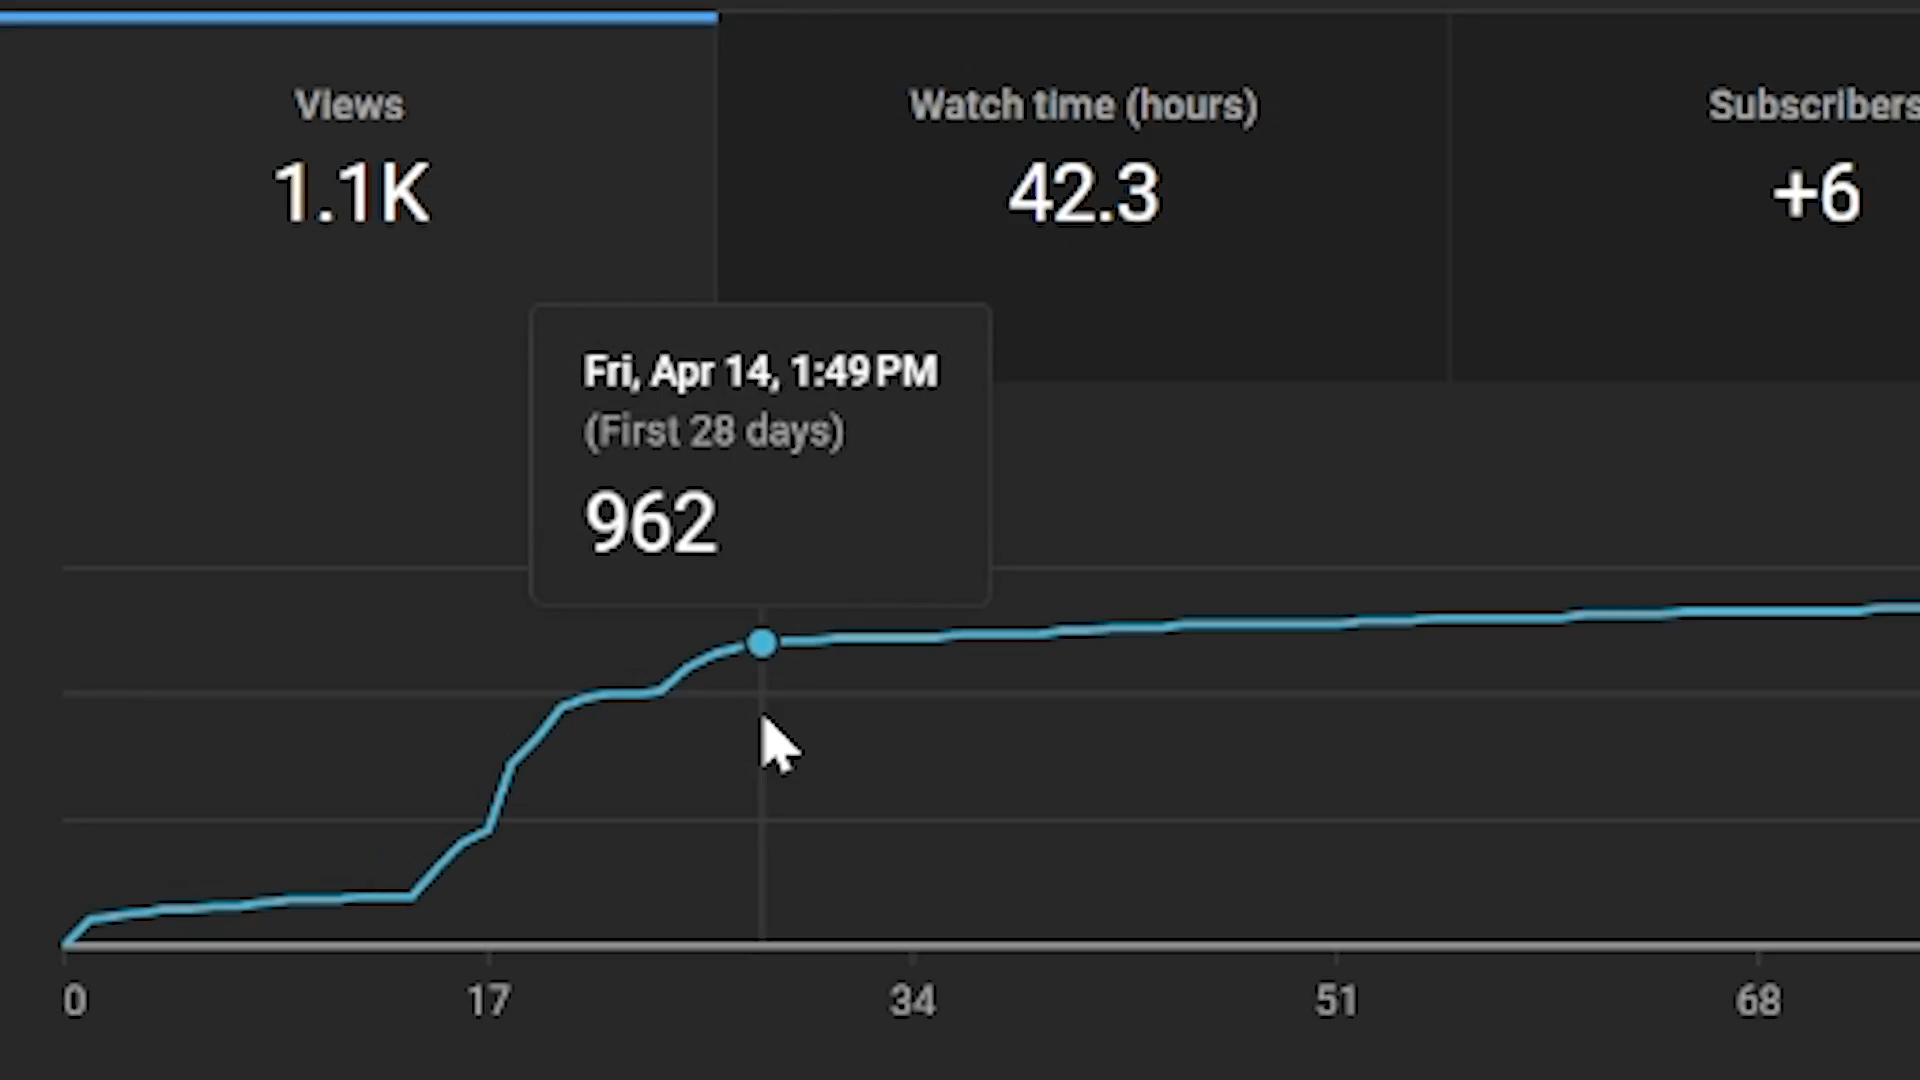 Views
1.1K
Watch time (hours)
42.3
Subscribers
+6
Fri, Apr 14, 1:49 PM
(First 28 days)
962
0 17 34 51 68